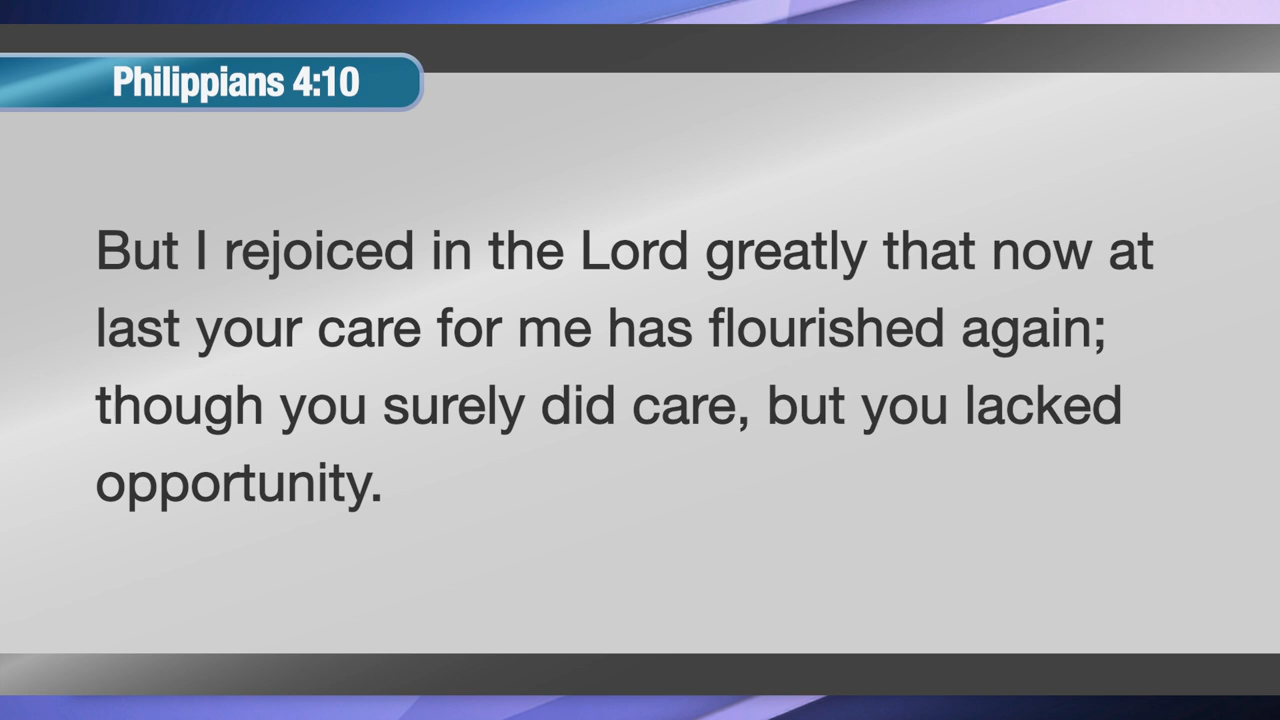 Philippians 4:10
But I rejoiced in the Lord greatly that now at
last your care for me has flourished again;
though you surely did care, but you lacked
opportunity.